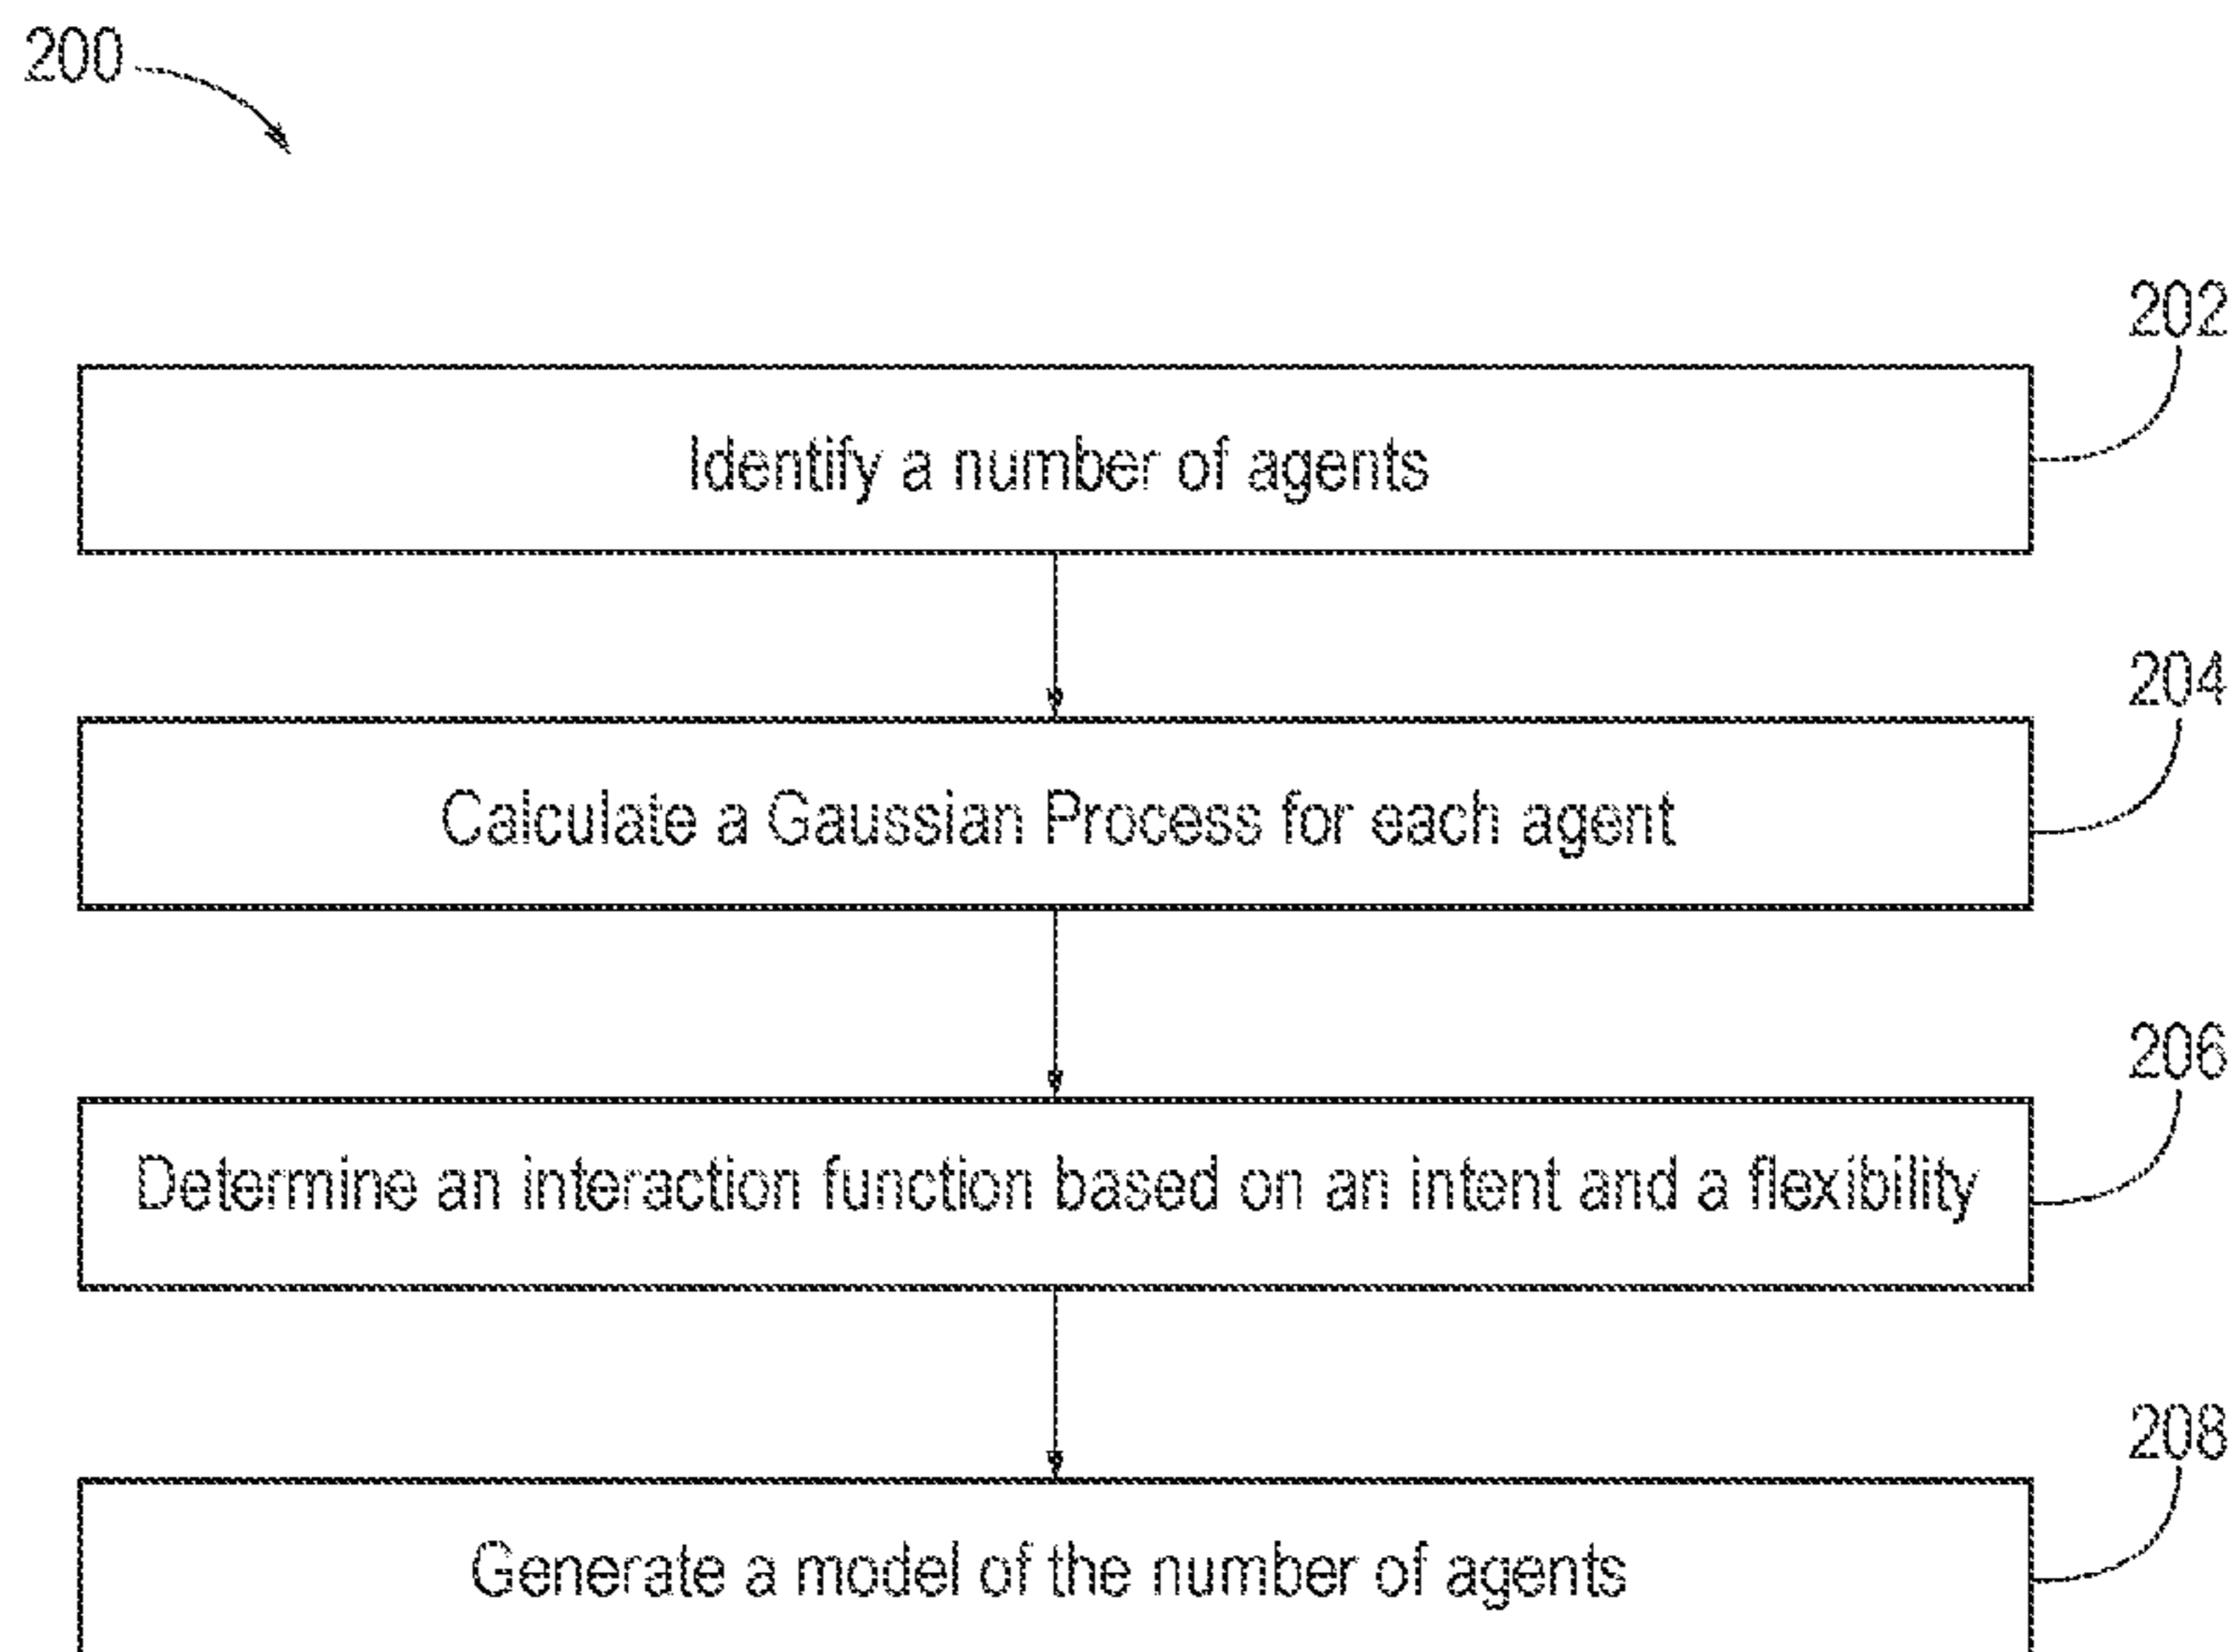 200
202
Identify a number of agents
204
Calculate a Gaussian Process for each agent
206
Determine an interaction function based on an intent and a flexibility
208
Generate a model of the number of agents